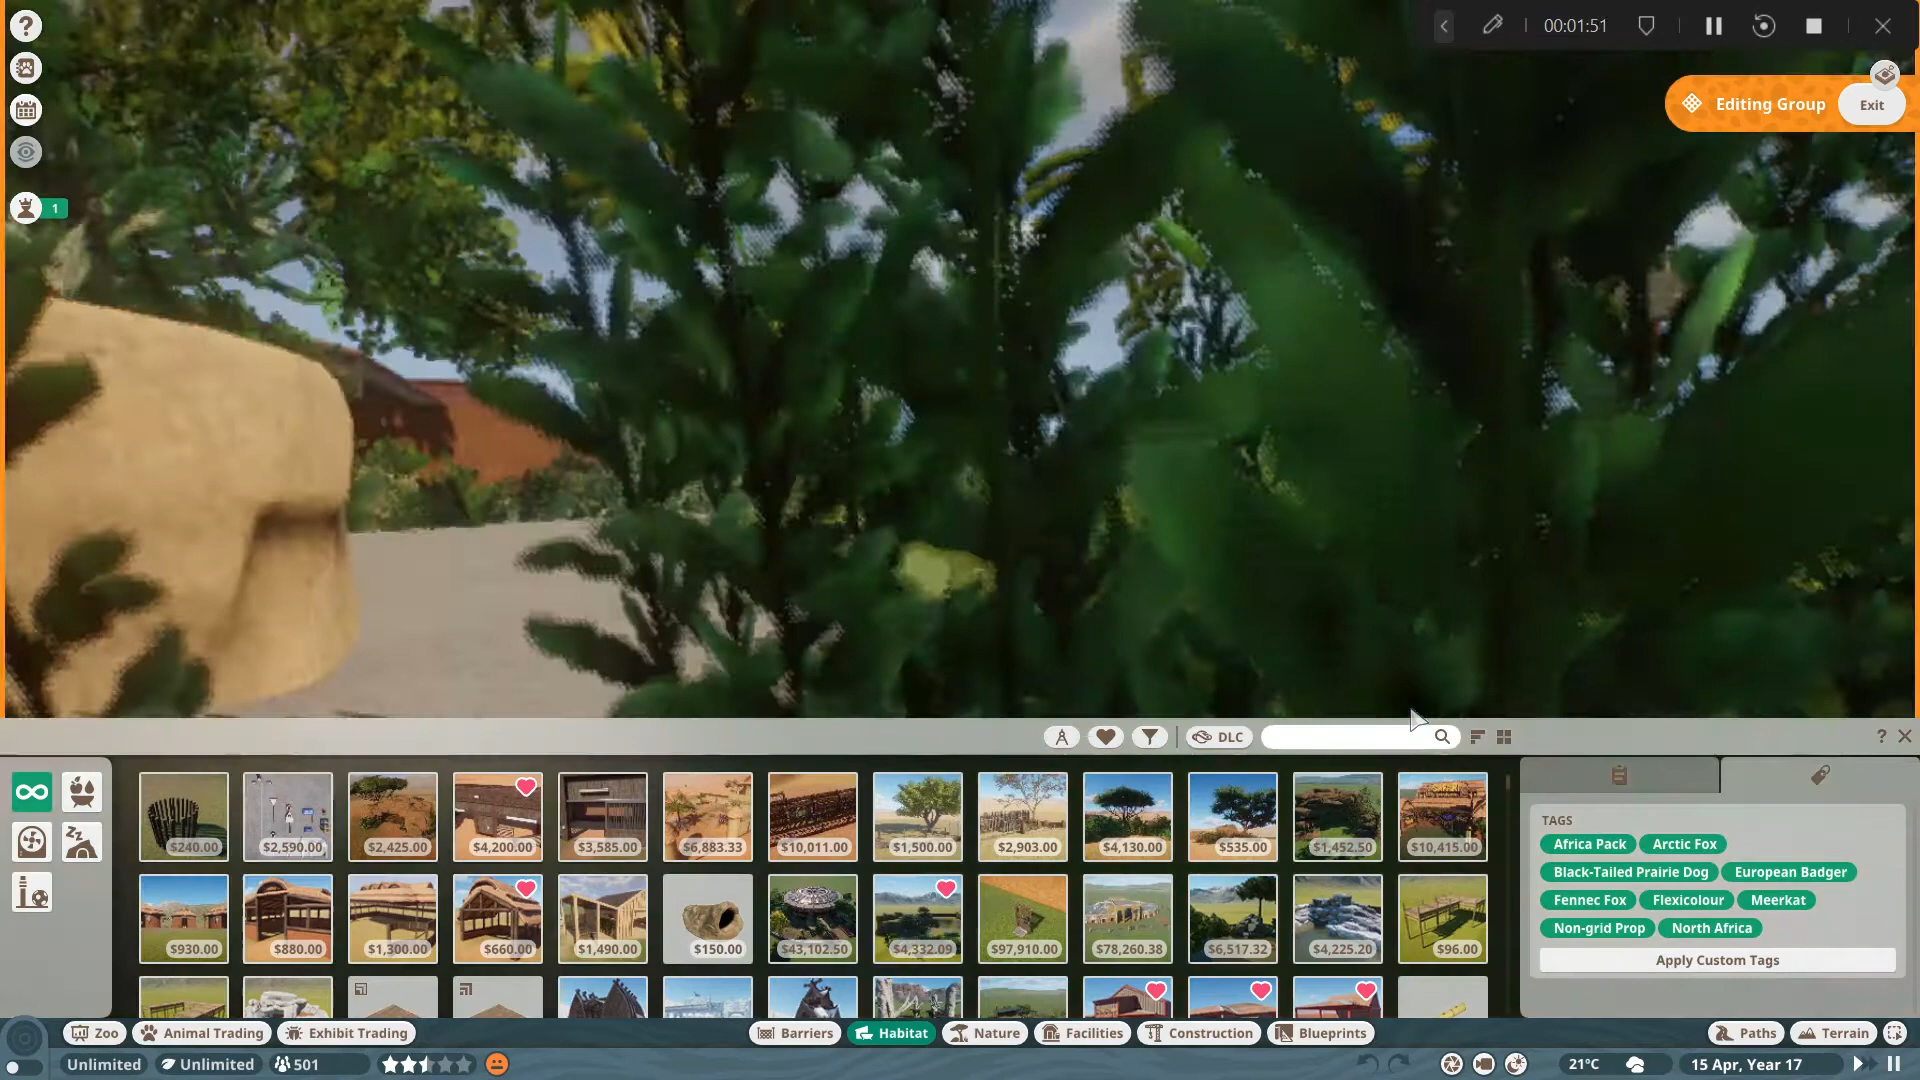 ?
00:01:51
Editing Group
Exit
1
DLC
?
$240.00
$2,590.00
$2,425.00
$4,200.00
$3,585.00
$6,883.33
$10,011.00
$1,500.00
$2,903.00
$4,130.00
$535.00
$1,452.50
$10,415.00
$930.00
$880.00
$1,300.00
$660.00
$1,490.00
$150.00
$43,102.50
$4,332.09
$97,910.00
$78,260.38
$6,517.32
$4,225.20
$96.00
TAGS
Africa Pack
Arctic Fox
Black-Tailed Prairie Dog
European Badger
Fennec Fox
Flexicolour
Meerkat
Non-grid Prop
North Africa
Apply Custom Tags
Zoo
Animal Trading
Exhibit Trading
Barriers
Habitat
Nature
Facilities
Construction
Blueprints
Paths
Terrain
Unlimited
Unlimited
501
21°C
15 Apr, Year 17